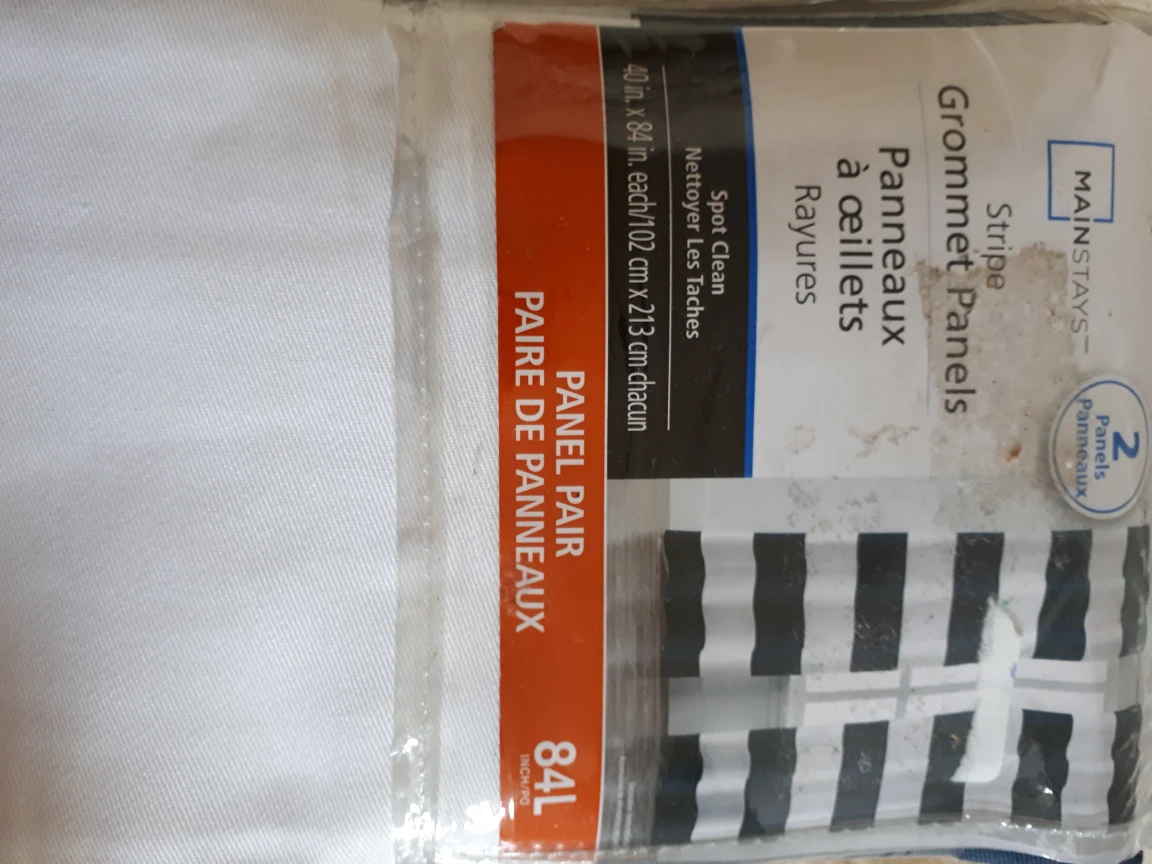 MAINSTAYS™
Stripe
Grommet Panels
Panneaux
à œillets
Rayures
2
Panels
Panneaux
Spot Clean
Nettoyer Les Taches
40 in. x 84 in. each/102 cm x 213 cm chacun
PANEL PAIR
PAIRE DE PANNEAUX
84L
INCH/PO